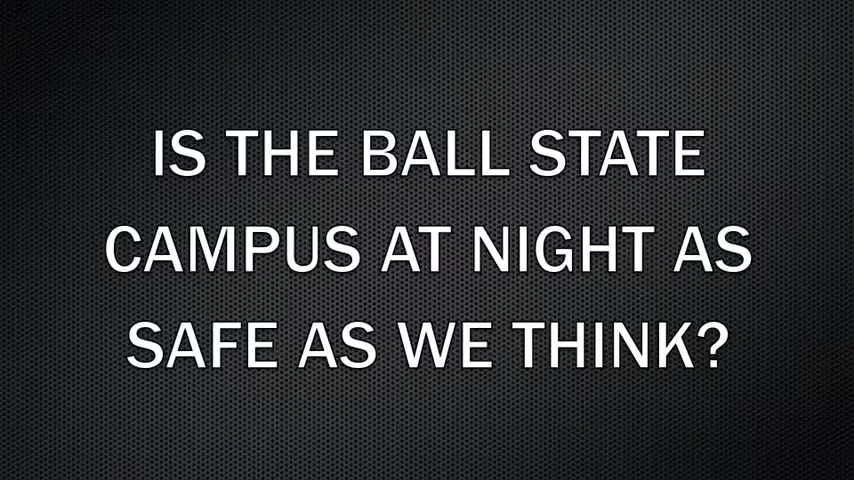 IS THE BALL STATE
CAMPUS AT NIGHT AS
SAFE AS WE THINK?